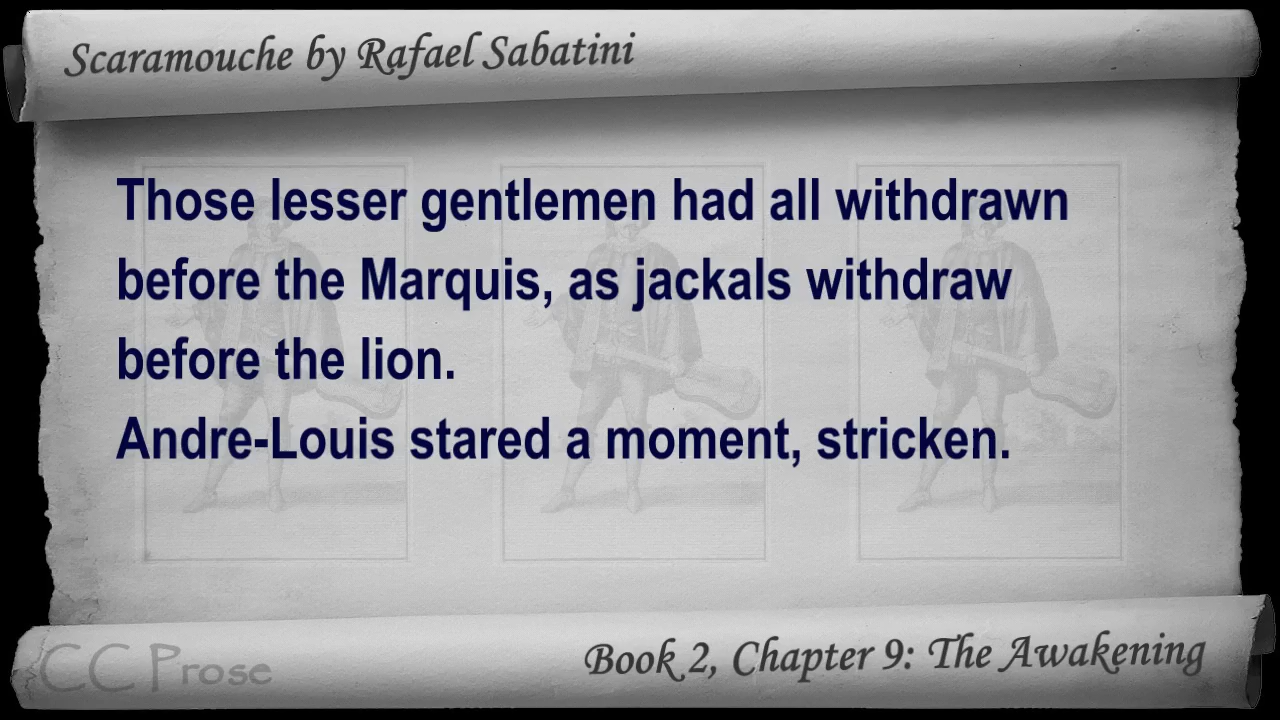 Scaramouche by Rafael Sabatini
Those lesser gentlemen had all withdrawn
before the Marquis, as jackals withdraw
before the lion.
Andre-Louis stared a moment, stricken.
CC Prose
Book 2, Chapter 9: The Awakening